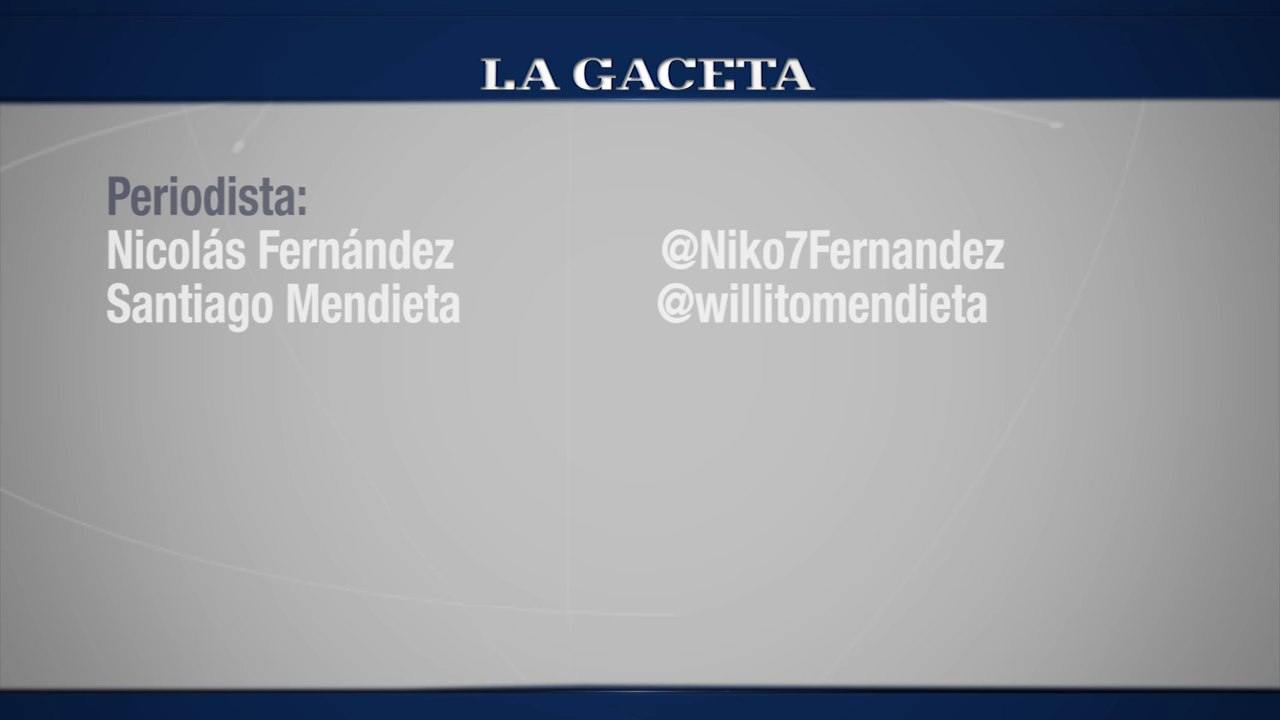 LA GACETA
Periodista:
Nicolás Fernández @Niko7Fernandez
Santiago Mendieta @willitomendieta